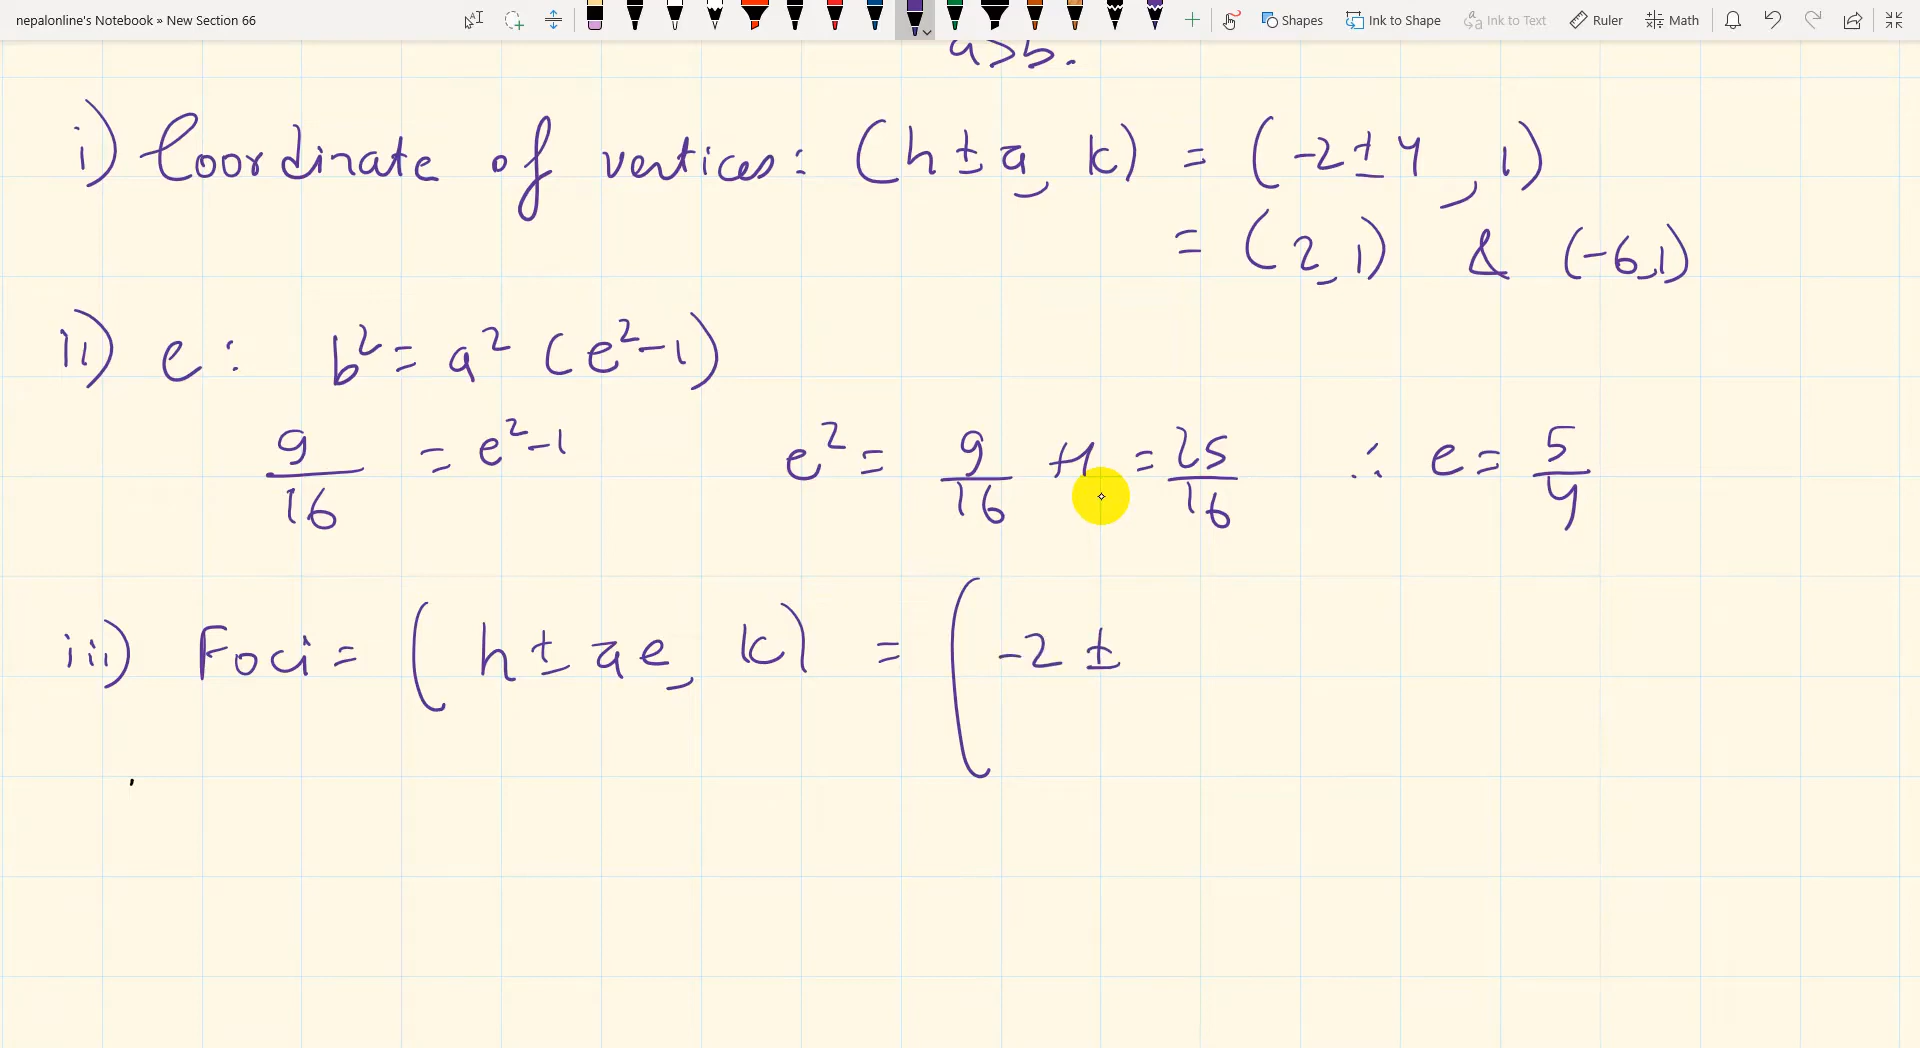 nepalonline's Notebook » New Section 66
Shapes Ink to Shape Ink to Text Ruler Math
a>b.
i) Coordinate of vertices: (h ± a, k) = (-2 ± 4, 1)
= (2, 1) & (-6, 1)
ii) e: b² = a² (e² - 1)
9/16 = e² - 1 e² = 9/16 + 1 = 25/16 ∴ e = 5/4
iii) Foci = (h ± ae, k) = (-2 ±